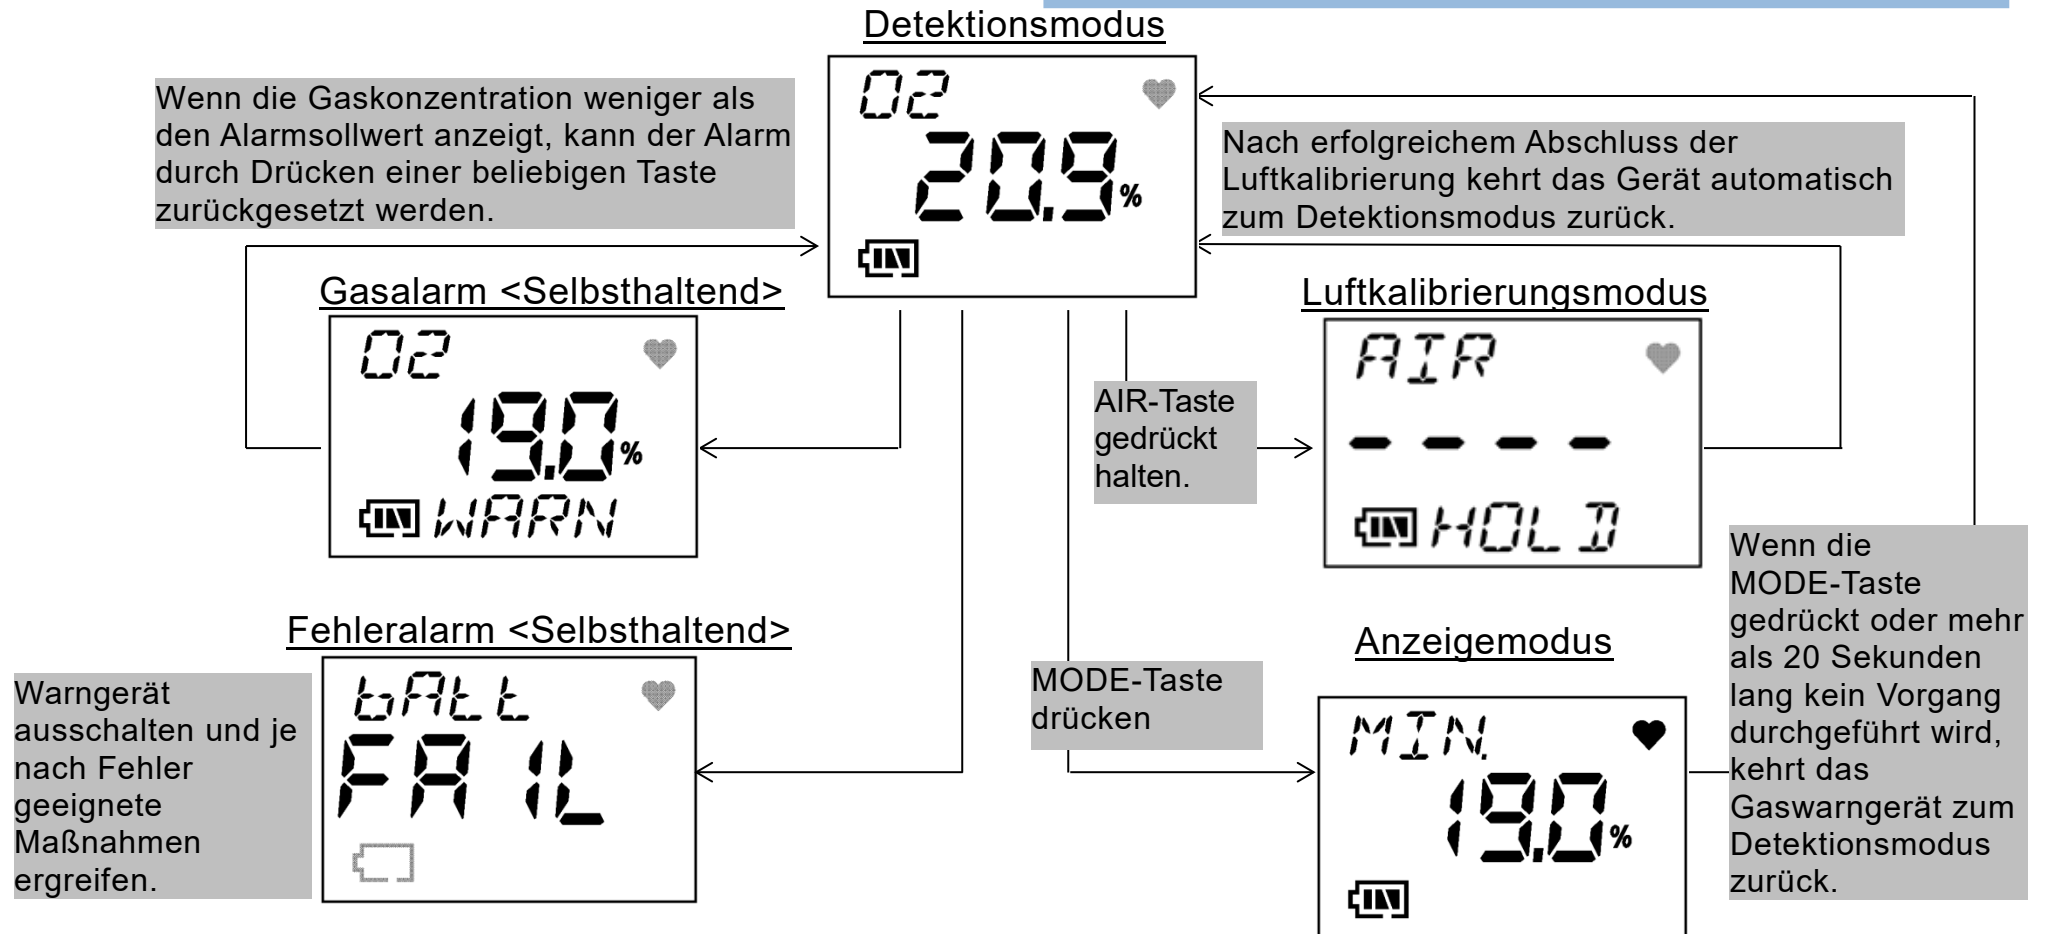 Detektionsmodus
O2
20.9%
Wenn die Gaskonzentration weniger als
den Alarmsollwert anzeigt, kann der Alarm
durch Drücken einer beliebigen Taste
zurückgesetzt werden.
Nach erfolgreichem Abschluss der
Luftkalibrierung kehrt das Gerät automatisch
zum Detektionsmodus zurück.
Gasalarm <Selbsthaltend>
O2
19.0%
WARN
AIR-Taste
gedrückt
halten.
Luftkalibrierungsmodus
AIR
- - - -
HOLD
Fehleralarm <Selbsthaltend>
bAtt
FAIL
Warngerät
ausschalten und je
nach Fehler
geeignete
Maßnahmen
ergreifen.
MODE-Taste
drücken
Anzeigemodus
MIN.
19.0%
Wenn die
MODE-Taste
gedrückt oder mehr
als 20 Sekunden
lang kein Vorgang
durchgeführt wird,
kehrt das
Gaswarngerät zum
Detektionsmodus
zurück.